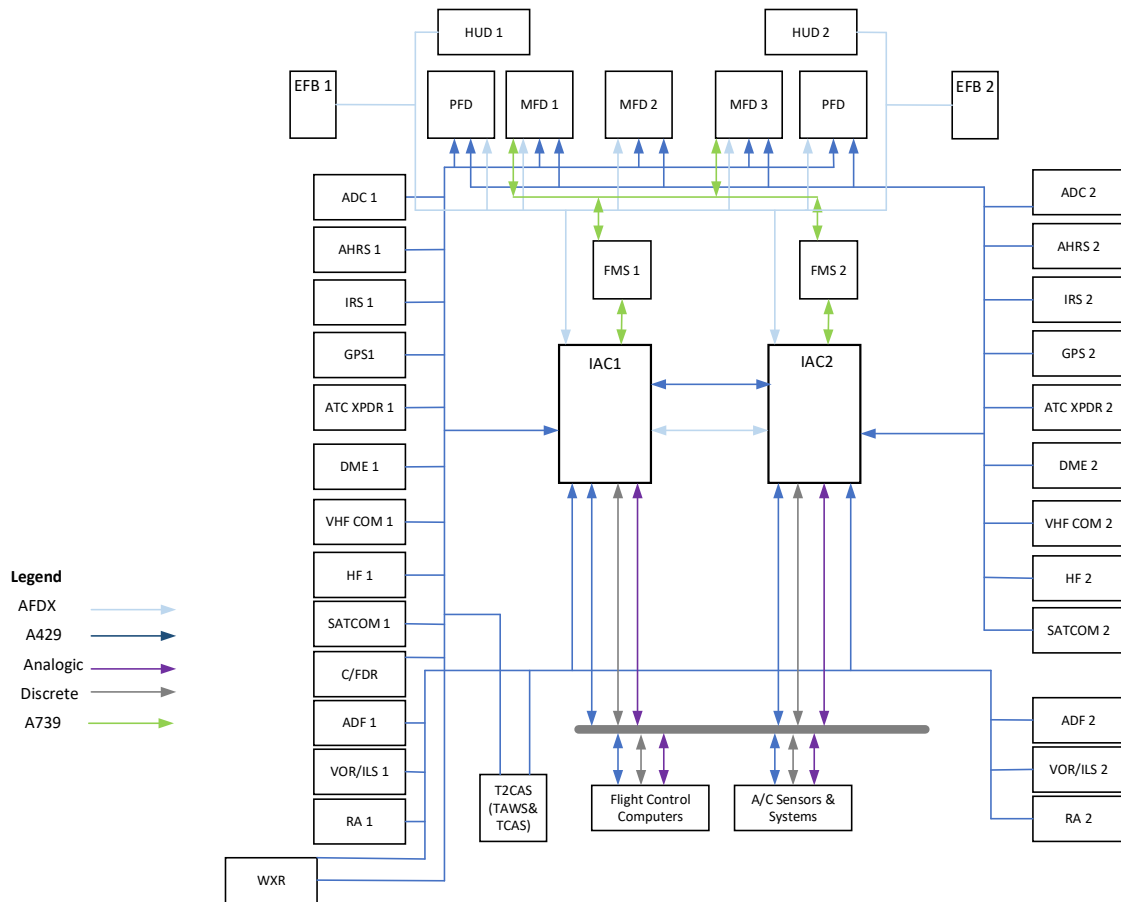 HUD 1
HUD 2
EFB 1
PFD
MFD 1
MFD 2
MFD 3
PFD
EFB 2
ADC 1
AHRS 1
IRS 1
GPS1
ATC XPDR 1
DME 1
VHF COM 1
HF 1
SATCOM 1
C/FDR
ADF 1
VOR/ILS 1
RA 1
WXR
FMS 1
FMS 2
IAC1
IAC2
ADC 2
AHRS 2
IRS 2
GPS 2
ATC XPDR 2
DME 2
VHF COM 2
HF 2
SATCOM 2
ADF 2
VOR/ILS 2
RA 2
T2CAS
(TAWS&
TCAS)
Flight Control
Computers
A/C Sensors &
Systems
Legend
AFDX
A429
Analogic
Discrete
A739